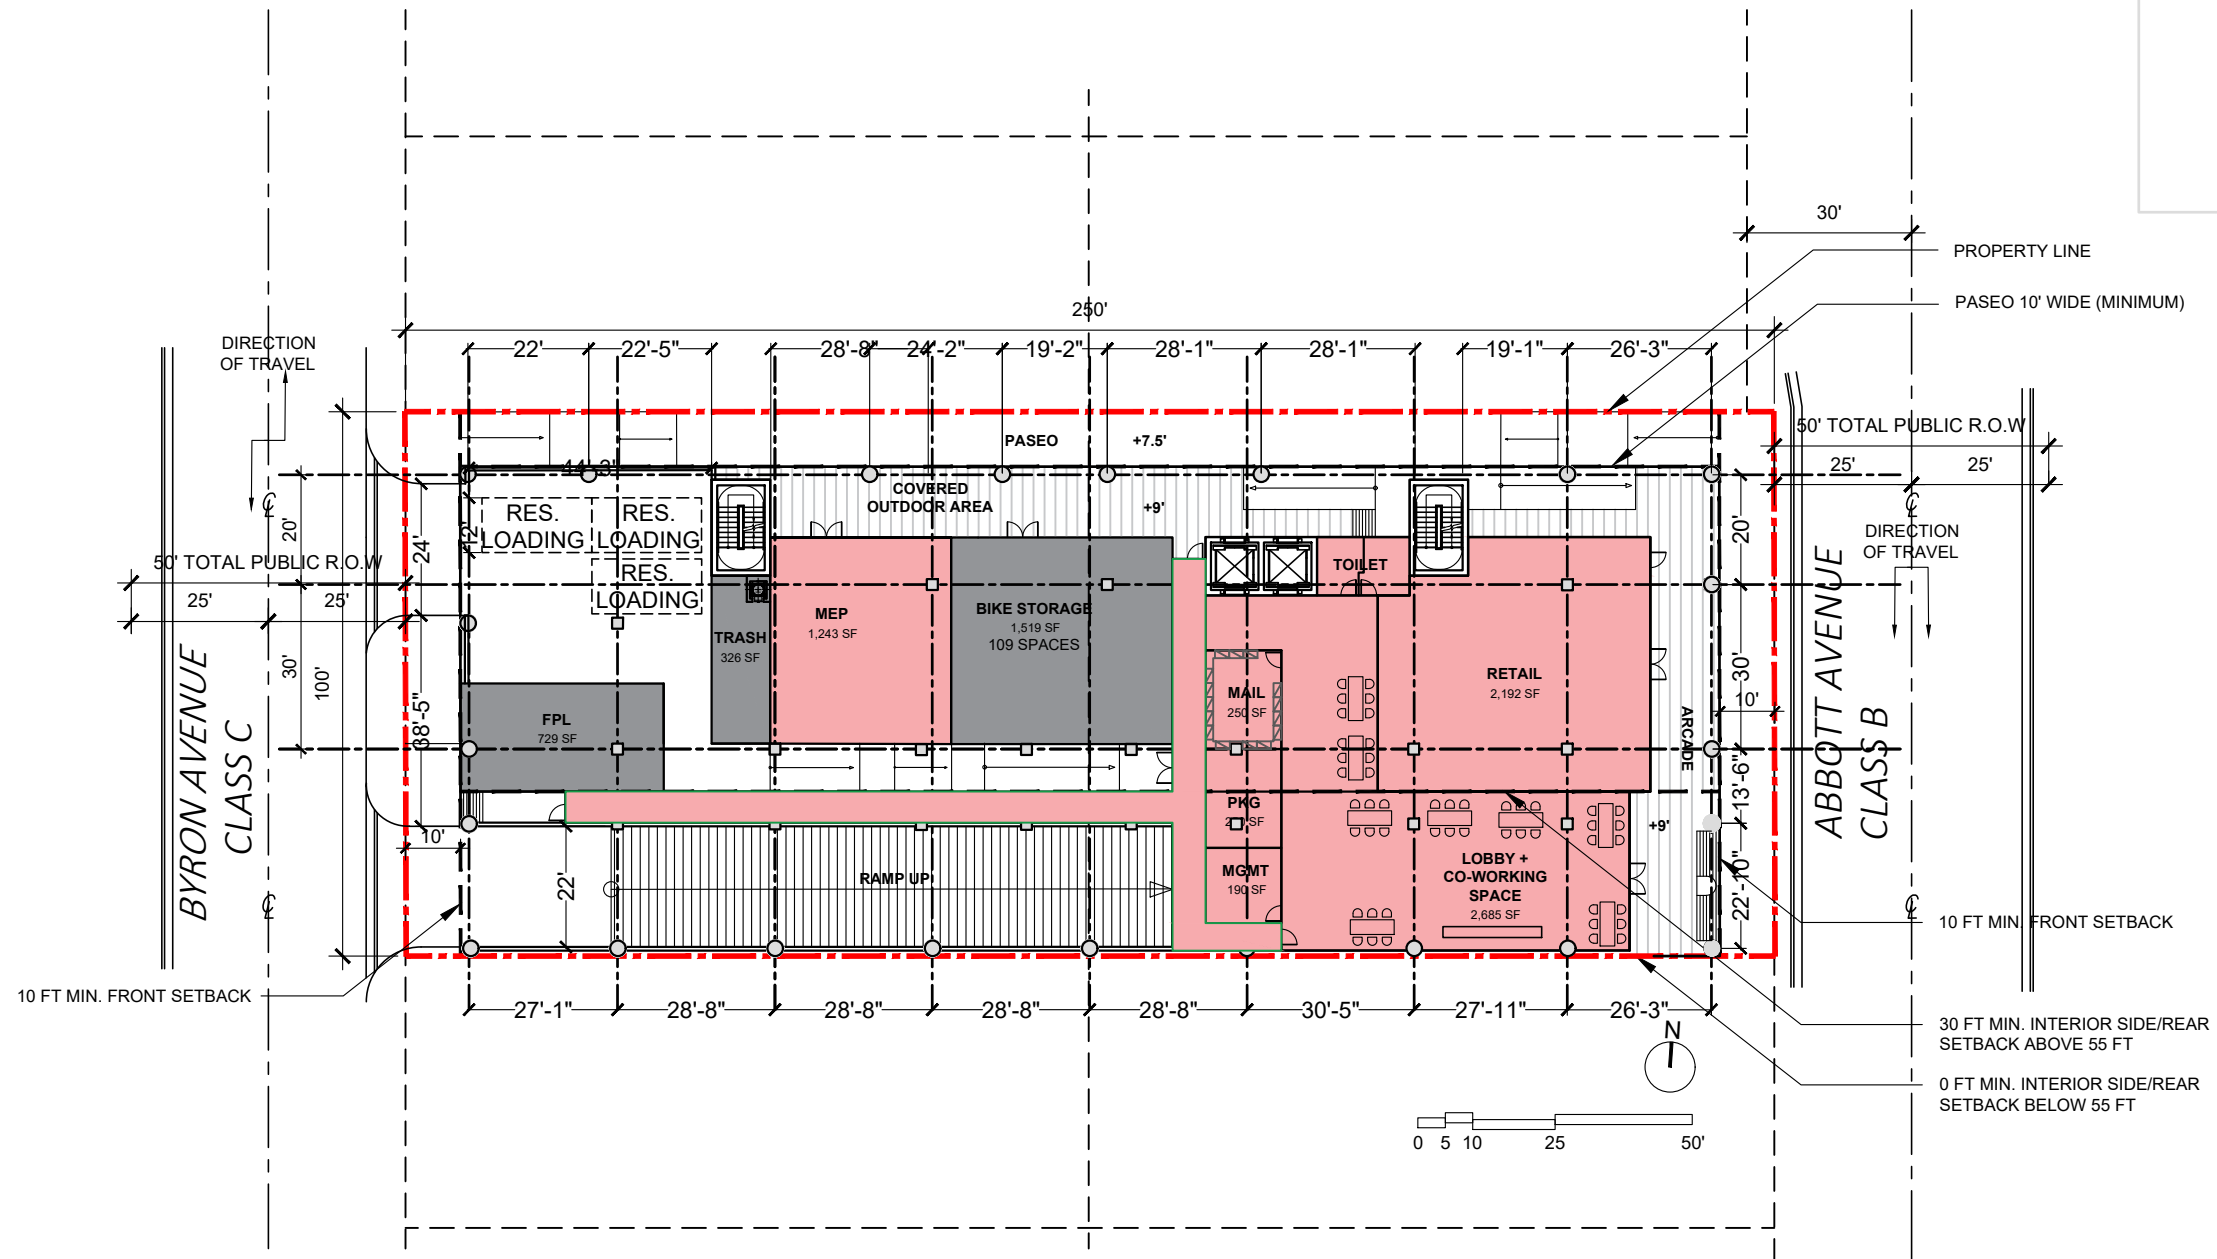 30'
PROPERTY LINE
PASEO 10' WIDE (MINIMUM)
250'
DIRECTION
OF TRAVEL
22'
22'-5"
28'-8"
24'-2"
19'-2"
28'-1"
28'-1"
19'-1"
26'-3"
50' TOTAL PUBLIC R.O.W
25'
25'
PASEO
+7.5'
44'-3"
COVERED
OUTDOOR AREA
+9'
RES.
LOADING
RES.
LOADING
RES.
LOADING
12'
20'
24'
30'
100'
38'-5"
50' TOTAL PUBLIC R.O.W
25'
25'
DIRECTION
OF TRAVEL
TOILET
MEP
1,243 SF
BIKE STORAGE
1,519 SF
109 SPACES
TRASH
326 SF
RETAIL
2,192 SF
MAIL
250 SF
FPL
729 SF
ARCADE
20'
30'
10'
13'-6"
22'-10"
BYRON AVENUE
CLASS C
ABBOTT AVENUE
CLASS B
PKG
SF
+9'
10'
22'
RAMP UP
MGMT
190 SF
LOBBY +
CO-WORKING
SPACE
2,685 SF
10 FT MIN. FRONT SETBACK
10 FT MIN. FRONT SETBACK
27'-1"
28'-8"
28'-8"
28'-8"
28'-8"
30'-5"
27'-11"
26'-3"
N
30 FT MIN. INTERIOR SIDE/REAR
SETBACK ABOVE 55 FT
0 FT MIN. INTERIOR SIDE/REAR
SETBACK BELOW 55 FT
0 5 10 25 50'